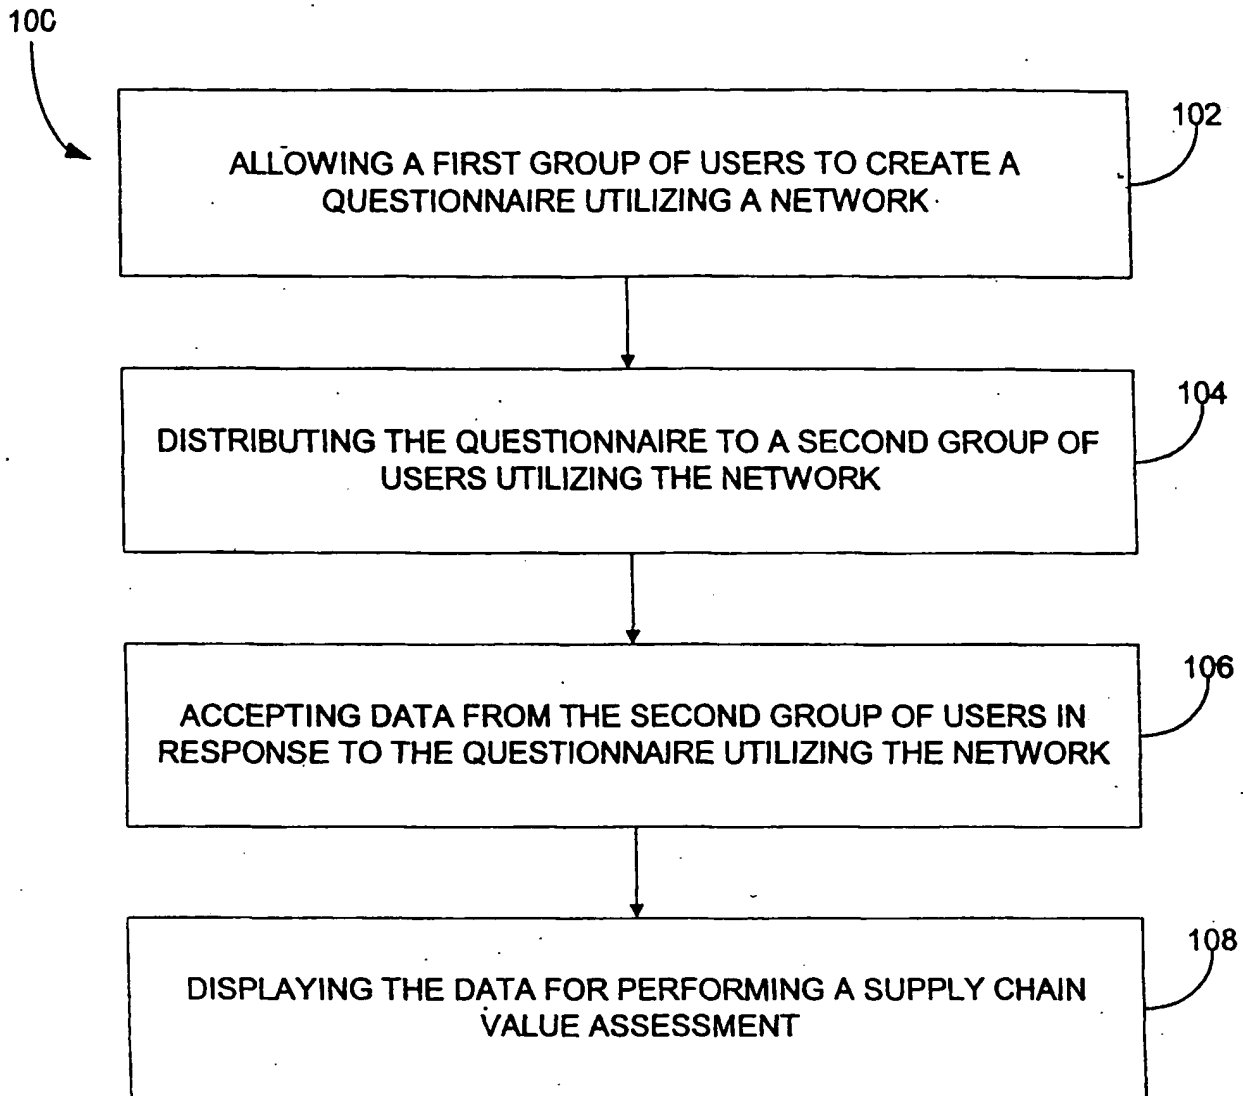 100
102
ALLOWING A FIRST GROUP OF USERS TO CREATE A
QUESTIONNAIRE UTILIZING A NETWORK
104
DISTRIBUTING THE QUESTIONNAIRE TO A SECOND GROUP OF
USERS UTILIZING THE NETWORK
106
ACCEPTING DATA FROM THE SECOND GROUP OF USERS IN
RESPONSE TO THE QUESTIONNAIRE UTILIZING THE NETWORK
108
DISPLAYING THE DATA FOR PERFORMING A SUPPLY CHAIN
VALUE ASSESSMENT